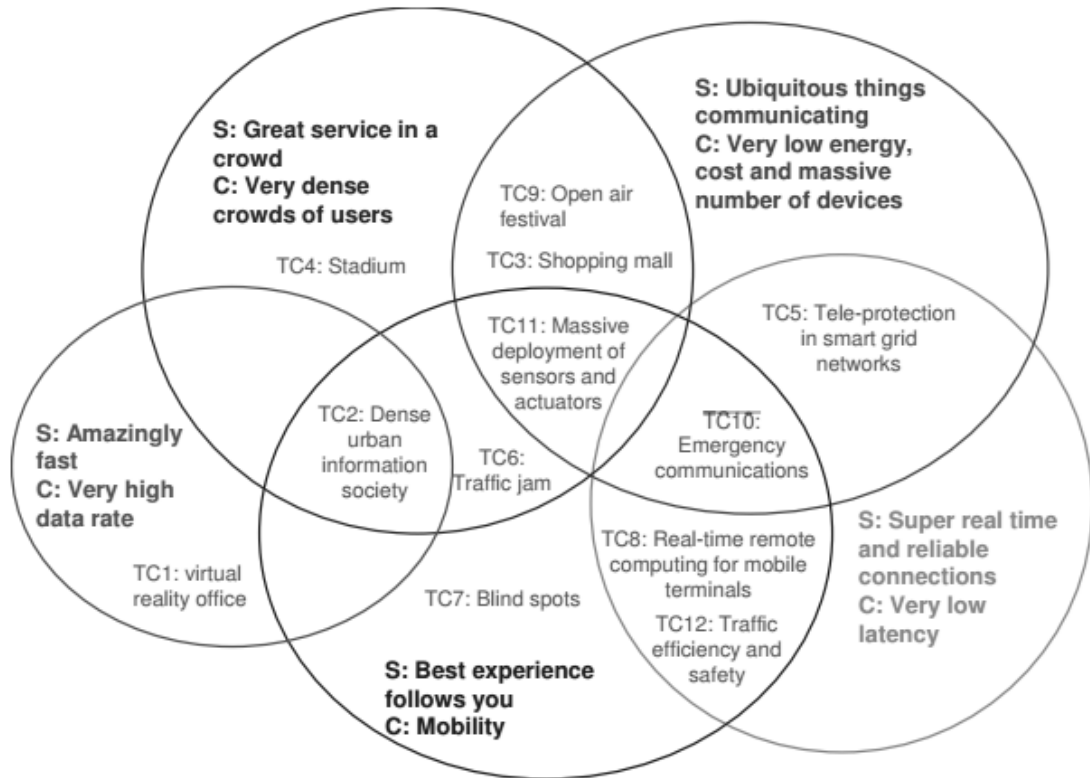 S: Great service in a
crowd
C: Very dense
crowds of users
S: Ubiquitous things
communicating
C: Very low energy,
cost and massive
number of devices
TC9: Open air
festival
TC4: Stadium
TC3: Shopping mall
TC11: Massive
deployment of
sensors and
actuators
TC5: Tele-protection
in smart grid
networks
S: Amazingly
fast
C: Very high
data rate
TC2: Dense
urban
information
society
TC6:
Traffic jam
TC10:
Emergency
communications
TC1: virtual
reality office
TC7: Blind spots
TC8: Real-time remote
computing for mobile
terminals
TC12: Traffic
efficiency and
safety
S: Super real time
and reliable
connections
C: Very low
latency
S: Best experience
follows you
C: Mobility